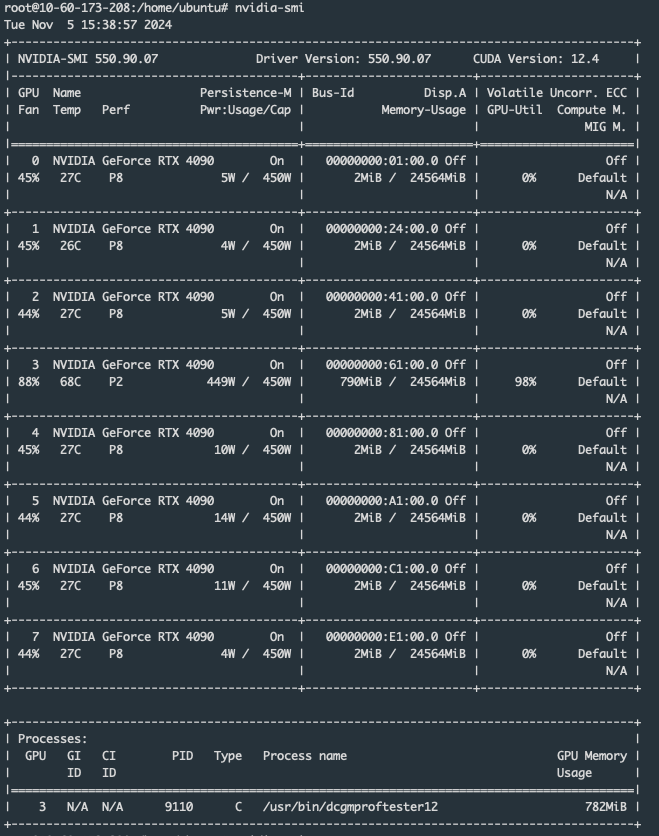 root@10-60-173-208:/home/ubuntu# nvidia-smi
Tue Nov  5 15:38:57 2024
+-----------------------------------------------------------------------------------------+
| NVIDIA-SMI 550.90.07              Driver Version: 550.90.07      CUDA Version: 12.4     |
|-----------------------------------------+------------------------+----------------------+
| GPU  Name                 Persistence-M | Bus-Id          Disp.A | Volatile Uncorr. ECC |
| Fan  Temp   Perf          Pwr:Usage/Cap |           Memory-Usage | GPU-Util  Compute M. |
|                                         |                        |               MIG M. |
|=========================================+========================+======================|
|   0  NVIDIA GeForce RTX 4090        On  |   00000000:01:00.0 Off |                  Off |
| 45%   27C    P8               5W /  450W |       2MiB /  24564MiB |      0%      Default |
|                                         |                        |                  N/A |
+-----------------------------------------+------------------------+----------------------+
|   1  NVIDIA GeForce RTX 4090        On  |   00000000:24:00.0 Off |                  Off |
| 45%   26C    P8               4W /  450W |       2MiB /  24564MiB |      0%      Default |
|                                         |                        |                  N/A |
+-----------------------------------------+------------------------+----------------------+
|   2  NVIDIA GeForce RTX 4090        On  |   00000000:41:00.0 Off |                  Off |
| 44%   27C    P8               5W /  450W |       2MiB /  24564MiB |      0%      Default |
|                                         |                        |                  N/A |
+-----------------------------------------+------------------------+----------------------+
|   3  NVIDIA GeForce RTX 4090        On  |   00000000:61:00.0 Off |                  Off |
| 88%   68C    P2             449W /  450W |     790MiB /  24564MiB |     98%      Default |
|                                         |                        |                  N/A |
+-----------------------------------------+------------------------+----------------------+
|   4  NVIDIA GeForce RTX 4090        On  |   00000000:81:00.0 Off |                  Off |
| 45%   27C    P8              10W /  450W |       2MiB /  24564MiB |      0%      Default |
|                                         |                        |                  N/A |
+-----------------------------------------+------------------------+----------------------+
|   5  NVIDIA GeForce RTX 4090        On  |   00000000:A1:00.0 Off |                  Off |
| 44%   27C    P8              14W /  450W |       2MiB /  24564MiB |      0%      Default |
|                                         |                        |                  N/A |
+-----------------------------------------+------------------------+----------------------+
|   6  NVIDIA GeForce RTX 4090        On  |   00000000:C1:00.0 Off |                  Off |
| 45%   27C    P8              11W /  450W |       2MiB /  24564MiB |      0%      Default |
|                                         |                        |                  N/A |
+-----------------------------------------+------------------------+----------------------+
|   7  NVIDIA GeForce RTX 4090        On  |   00000000:E1:00.0 Off |                  Off |
| 44%   27C    P8               4W /  450W |       2MiB /  24564MiB |      0%      Default |
|                                         |                        |                  N/A |
+-----------------------------------------+------------------------+----------------------+
+-----------------------------------------------------------------------------------------+
| Processes:                                                                              |
|  GPU   GI   CI        PID   Type   Process name                              GPU Memory |
|        ID   ID                                                               Usage      |
|=========================================================================================|
|    3   N/A  N/A      9110      C   /usr/bin/dcgmproftester12                     782MiB |
+-----------------------------------------------------------------------------------------+